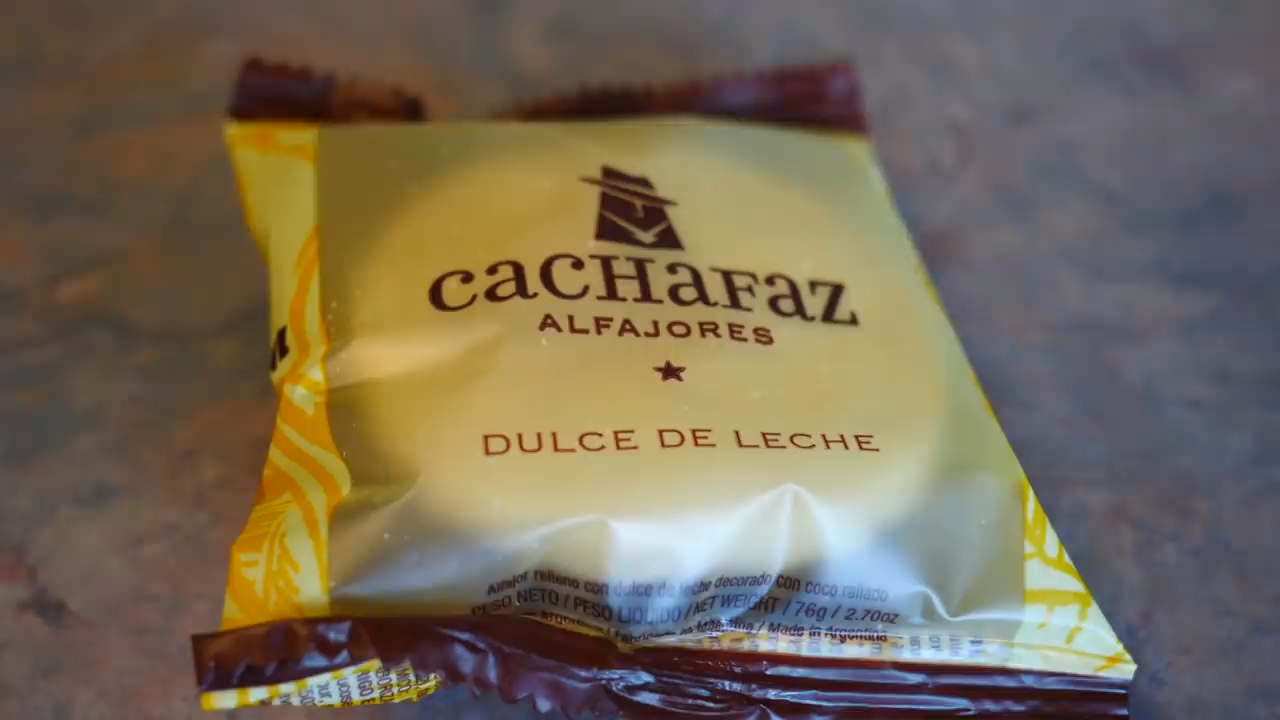 cacHaFaz
ALFAJORES
DULCE DE LECHE
Alfajor relleno con dulce de leche decorado con coco rallado
PESO NETO / PESO LIQUIDO / NET WEIGHT / 76g / 2.70oz
Made in Argentina